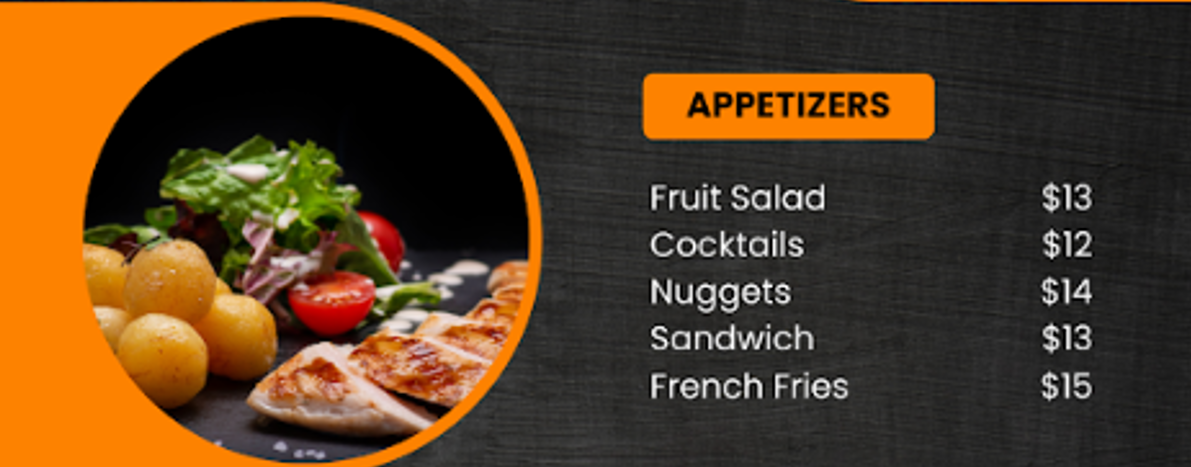 APPETIZERS
Fruit Salad $13
Cocktails $12
Nuggets $14
Sandwich $13
French Fries $15